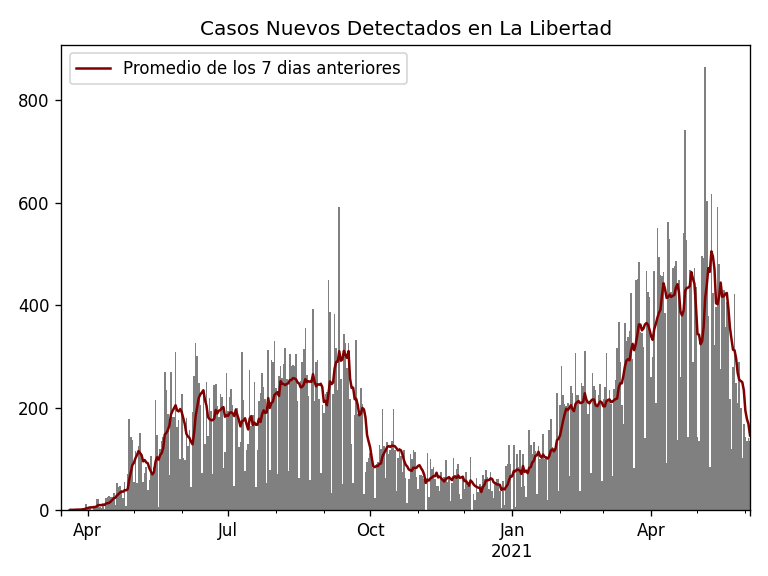 Casos Nuevos Detectados en La Libertad
Promedio de los 7 dias anteriores
800
600
400
200
0
Apr Jul Oct Jan Apr
2021